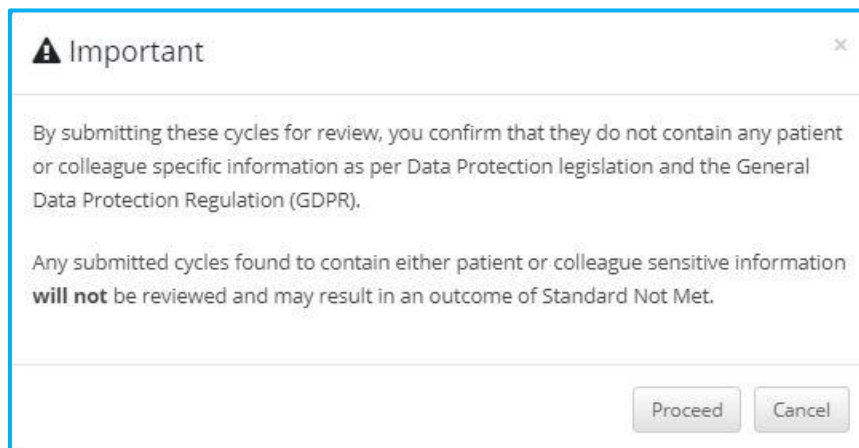 Important
×
By submitting these cycles for review, you confirm that they do not contain any patient
or colleague specific information as per Data Protection legislation and the General
Data Protection Regulation (GDPR).
Any submitted cycles found to contain either patient or colleague sensitive information
will not be reviewed and may result in an outcome of Standard Not Met.
Proceed
Cancel